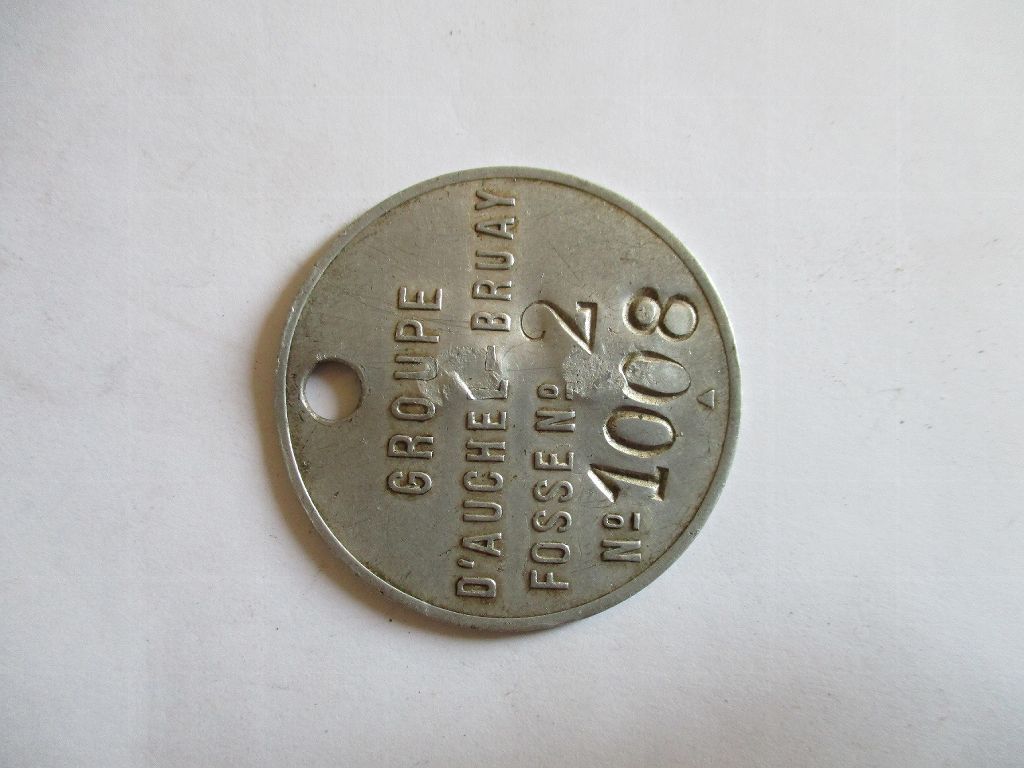 GROUPE
D'AUCHEL-BRUAY
FOSSE Nº 2
Nº 1008